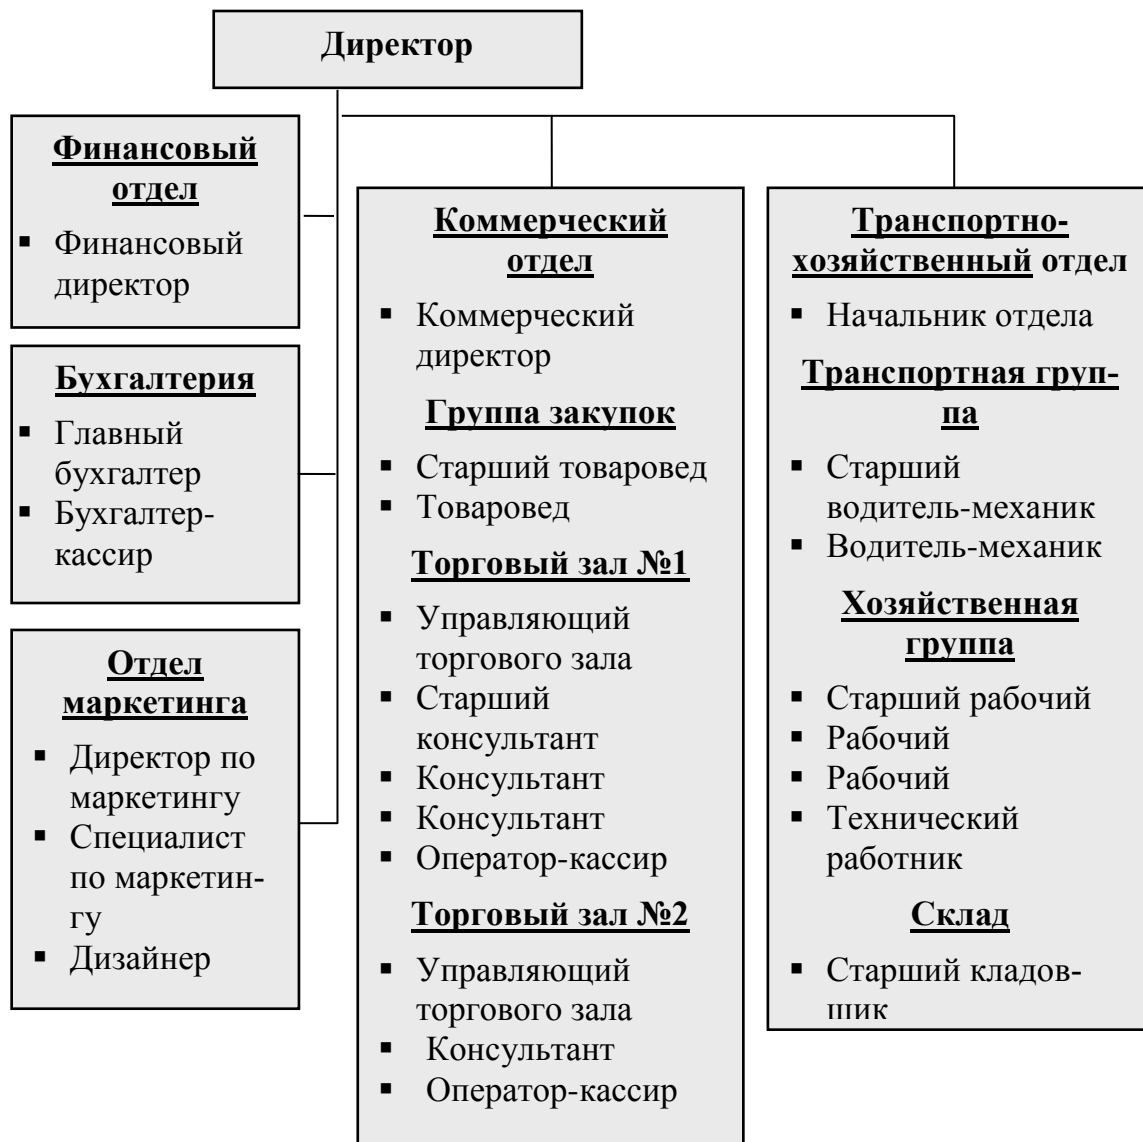 Директор
Финансовый
отдел
▪ Финансовый
директор
Бухгалтерия
▪ Главный
бухгалтер
▪ Бухгалтер-
кассир
Отдел
маркетинга
▪ Директор по
маркетингу
▪ Специалист
по маркетин-
гу
▪ Дизайнер
Коммерческий
отдел
▪ Коммерческий
директор
Группа закупок
▪ Старший товаровед
▪ Товаровед
Торговый зал №1
▪ Управляющий
торгового зала
▪ Старший
консультант
▪ Консультант
▪ Консультант
▪ Оператор-кассир
Торговый зал №2
▪ Управляющий
торгового зала
▪ Консультант
▪ Оператор-кассир
Транспортно-
хозяйственный отдел
▪ Начальник отдела
Транспортная груп-
па
▪ Старший
водитель-механик
▪ Водитель-механик
Хозяйственная
группа
▪ Старший рабочий
▪ Рабочий
▪ Рабочий
▪ Технический
работник
Склад
▪ Старший кладов-
щик